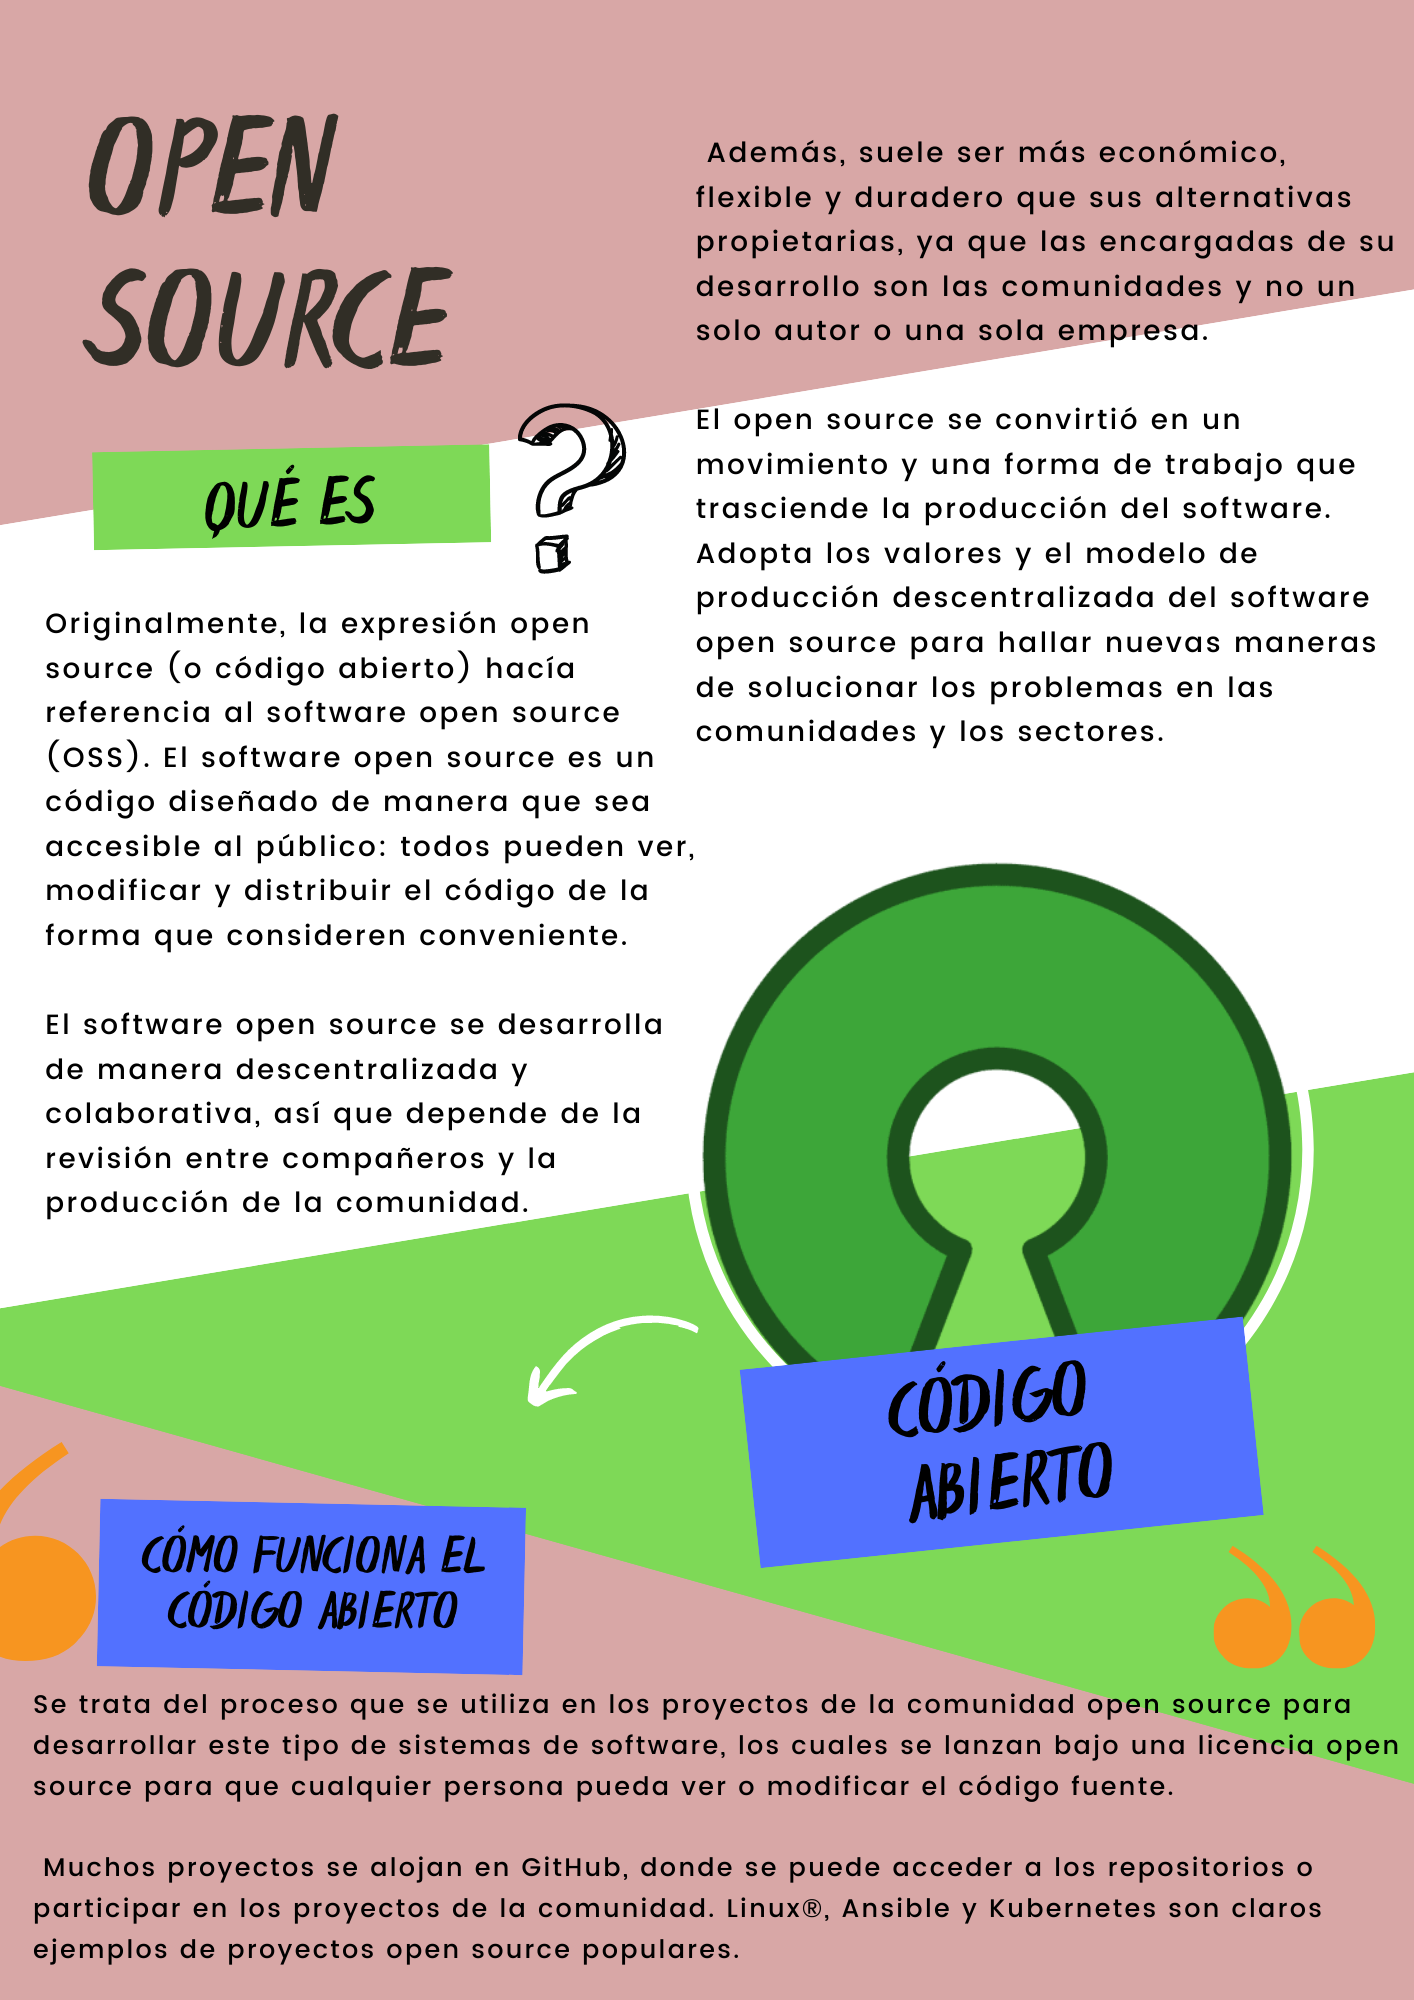 OPEN
SOURCE
QUÉ ES
?
Originalmente, la expresión open
source (o código abierto) hacía
referencia al software open source
(OSS). El software open source es un
código diseñado de manera que sea
accesible al público: todos pueden ver,
modificar y distribuir el código de la
forma que consideren conveniente.
El software open source se desarrolla
de manera descentralizada y
colaborativa, así que depende de la
revisión entre compañeros y la
producción de la comunidad.
Además, suele ser más económico,
flexible y duradero que sus alternativas
propietarias, ya que las encargadas de su
desarrollo son las comunidades y no un
solo autor o una sola empresa.
El open source se convirtió en un
movimiento y una forma de trabajo que
trasciende la producción del software.
Adopta los valores y el modelo de
producción descentralizada del software
open source para hallar nuevas maneras
de solucionar los problemas en las
comunidades y los sectores.
CÓDIGO
ABIERTO
CÓMO FUNCIONA EL
CÓDIGO ABIERTO
Se trata del proceso que se utiliza en los proyectos de la comunidad open source para
desarrollar este tipo de sistemas de software, los cuales se lanzan bajo una licencia open
source para que cualquier persona pueda ver o modificar el código fuente.
Muchos proyectos se alojan en GitHub, donde se puede acceder a los repositorios o
participar en los proyectos de la comunidad. Linux®, Ansible y Kubernetes son claros
ejemplos de proyectos open source populares.